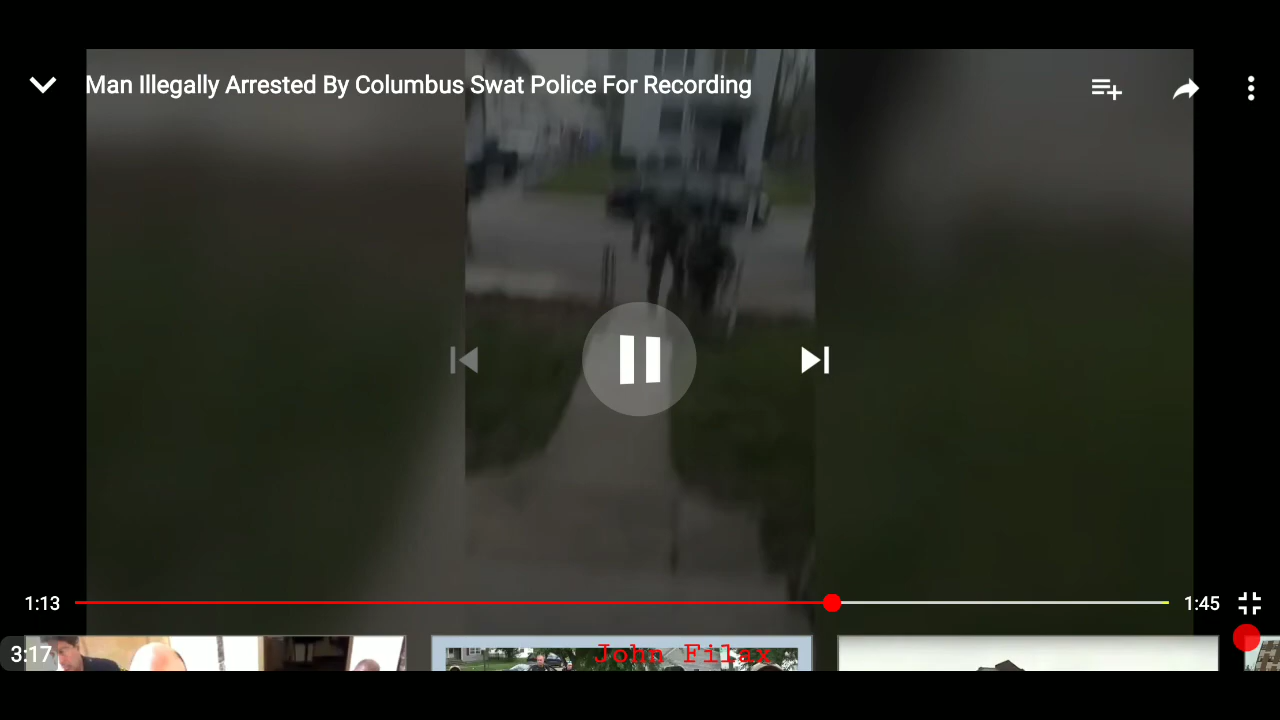 Man Illegally Arrested By Columbus Swat Police For Recording
1:13
1:45
3:17
John Filax